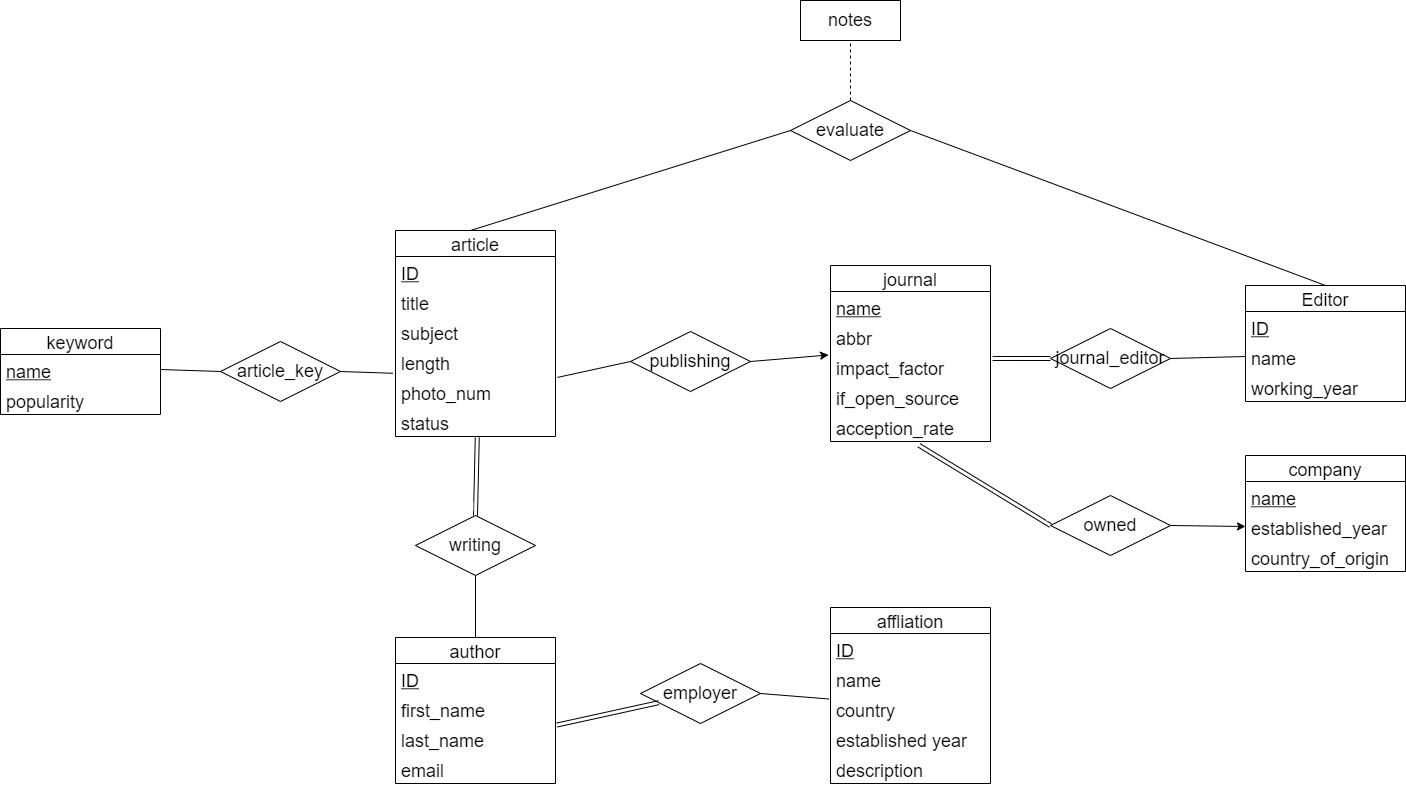 notes
evaluate
article
ID
title
subject
length
photo_num
status
journal
name
abbr
impact_factor
if_open_source
acception_rate
Editor
ID
name
working_year
keyword
name
popularity
article_key
publishing
journal_editor
company
name
established_year
country_of_origin
owned
writing
author
ID
first_name
last_name
email
employer
affliation
ID
name
country
established year
description